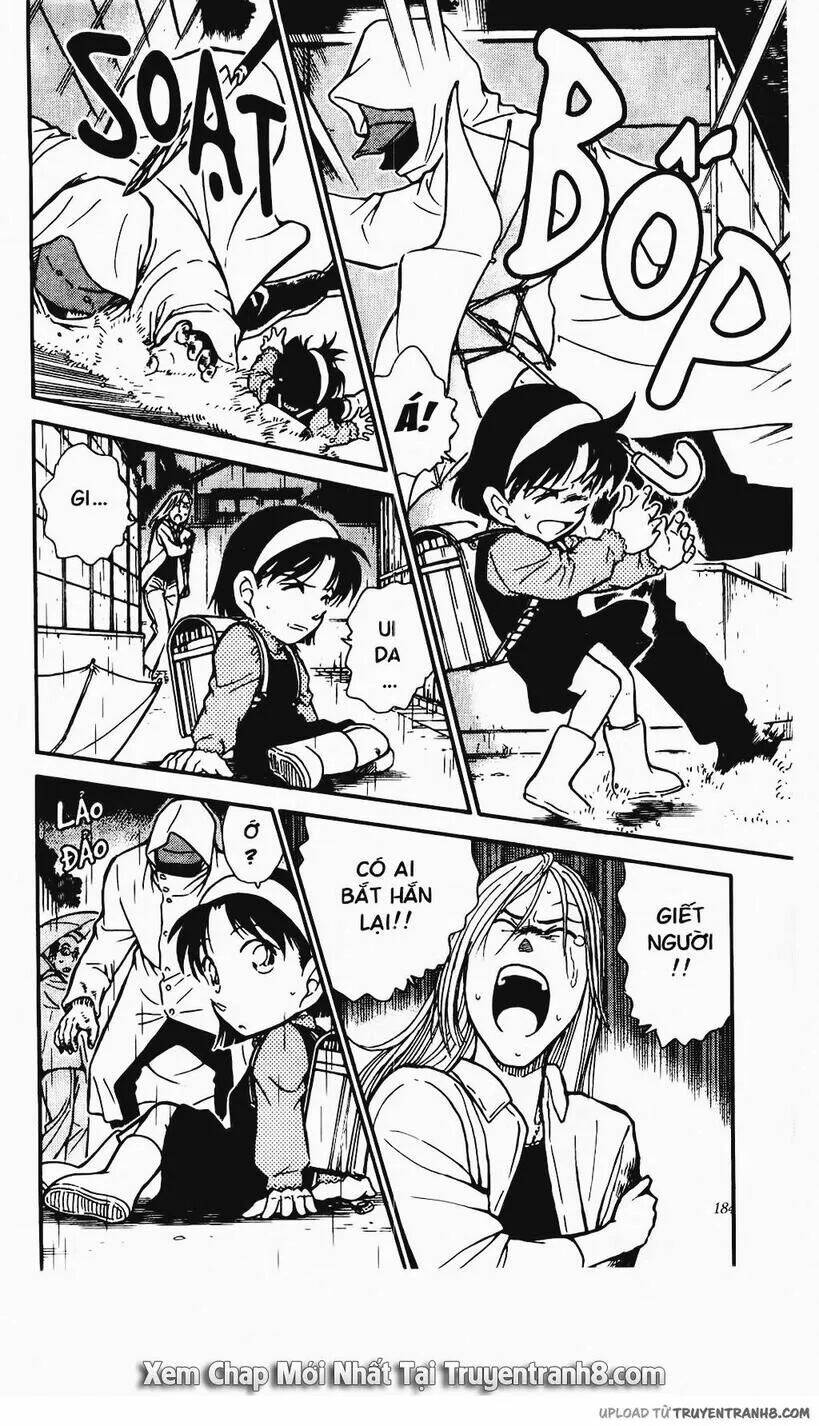 BỐP
Á!
SOẠT
UI
DA
...
GI...
GIẾT
NGƯỜI
!!
CÓ AI
BẮT HẮN
LẠI!!
Ớ
?
LẢO
ĐẢO
184
Xem Chap Mới Nhất Tại Truyentranh8.com
UPLOAD TỪ TRUYENTRANH8.COM